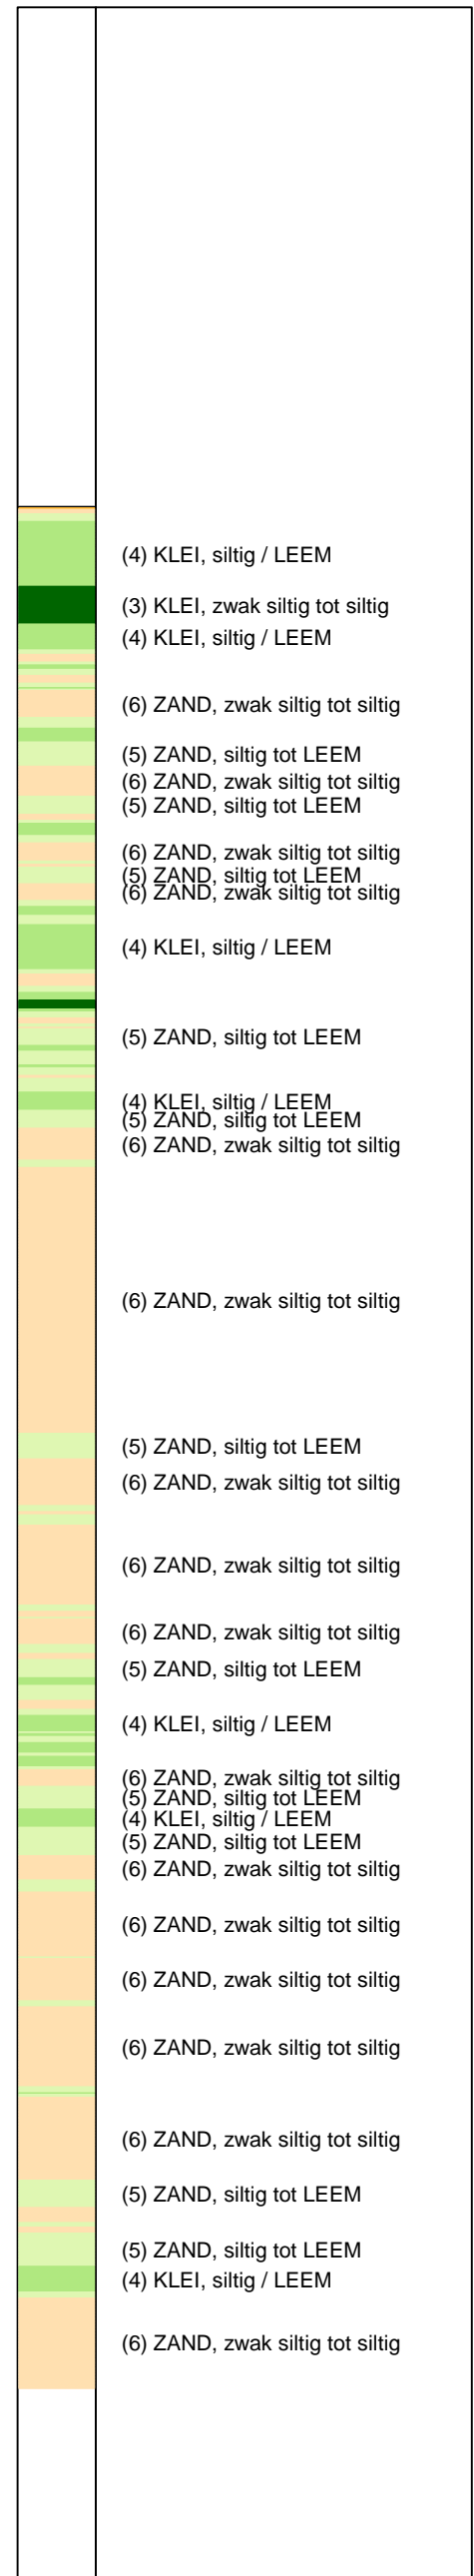 (4) KLEI, siltig / LEEM
(3) KLEI, zwak siltig tot siltig
(4) KLEI, siltig / LEEM
(6) ZAND, zwak siltig tot siltig
(5) ZAND, siltig tot LEEM
(6) ZAND, zwak siltig tot siltig
(5) ZAND, siltig tot LEEM
(6) ZAND, zwak siltig tot siltig
(5) ZAND, siltig tot LEEM
(6) ZAND, zwak siltig tot siltig
(4) KLEI, siltig / LEEM
(5) ZAND, siltig tot LEEM
(4) KLEI, siltig / LEEM
(5) ZAND, siltig tot LEEM
(6) ZAND, zwak siltig tot siltig
(6) ZAND, zwak siltig tot siltig
(5) ZAND, siltig tot LEEM
(6) ZAND, zwak siltig tot siltig
(6) ZAND, zwak siltig tot siltig
(6) ZAND, zwak siltig tot siltig
(5) ZAND, siltig tot LEEM
(4) KLEI, siltig / LEEM
(6) ZAND, zwak siltig tot siltig
(5) ZAND, siltig tot LEEM
(4) KLEI, siltig / LEEM
(5) ZAND, siltig tot LEEM
(6) ZAND, zwak siltig tot siltig
(6) ZAND, zwak siltig tot siltig
(6) ZAND, zwak siltig tot siltig
(6) ZAND, zwak siltig tot siltig
(6) ZAND, zwak siltig tot siltig
(5) ZAND, siltig tot LEEM
(5) ZAND, siltig tot LEEM
(4) KLEI, siltig / LEEM
(6) ZAND, zwak siltig tot siltig